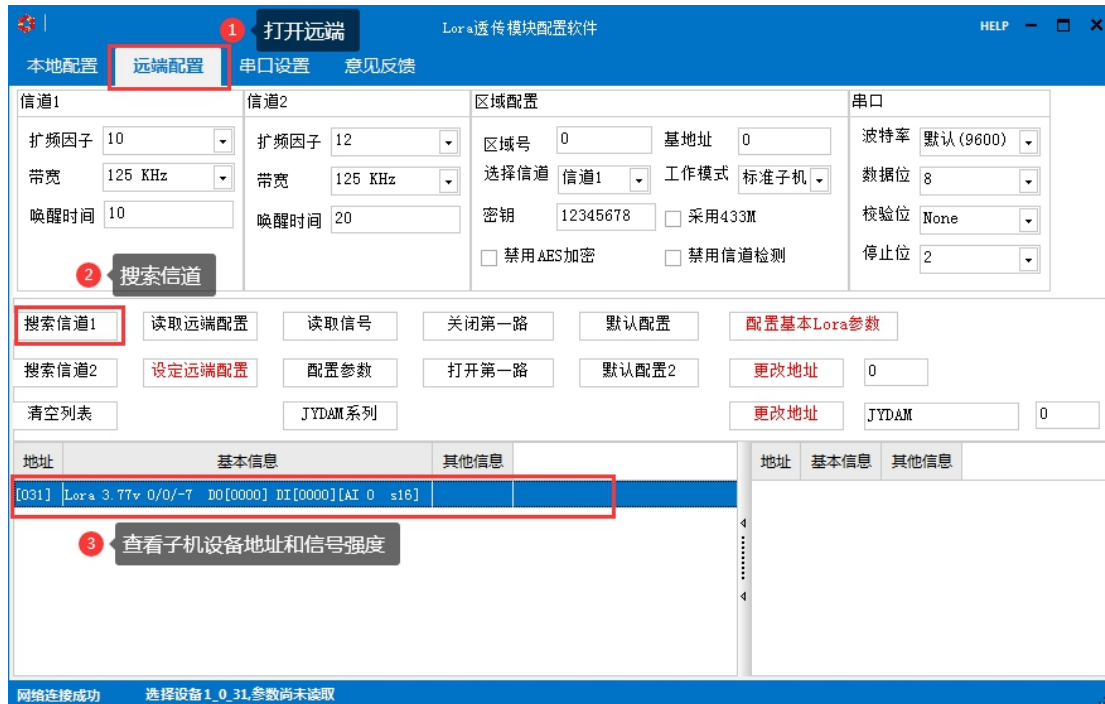 1 打开远端 Lora透传模块配置软件 HELP
本地配置 远端配置 串口设置 意见反馈
信道1 信道2 区域配置 串口
扩频因子 10 扩频因子 12 区域号 0 基地址 0 波特率 默认(9600)
带宽 125 KHz 带宽 125 KHz 选择信道 信道1 工作模式 标准子机 数据位 8
唤醒时间 10 唤醒时间 20 密钥 12345678 采用433M 校验位 None
禁用AES加密 禁用信道检测 停止位 2
2 搜索信道
搜索信道1 读取远端配置 读取信号 关闭第一路 默认配置 配置基本Lora参数
搜索信道2 设定远端配置 配置参数 打开第一路 默认配置2 更改地址 0
清空列表 JYDAM系列 更改地址 JYDAM 0
地址 基本信息 其他信息 地址 基本信息 其他信息
[031] Lora 3.77v 0/0/-7 DO[0000] DI[0000][AI 0 s16]
3 查看子机设备地址和信号强度
网络连接成功 选择设备1_0_31,参数尚未读取